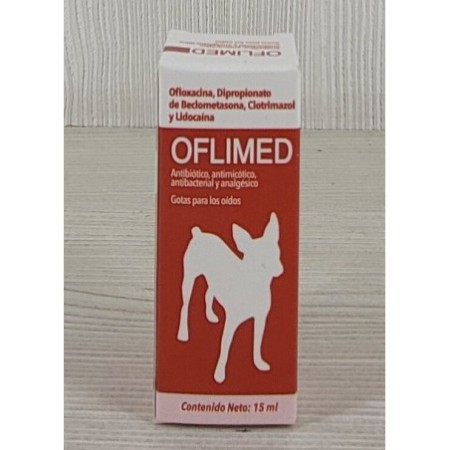 OFLIMED
Ofloxacina, Dipropionato
de Beclometasona, Clotrimazol
y Lidocaína
OFLIMED
Antibiótico, antimicótico,
antibacterial y analgésico
Gotas para los oídos
Contenido Neto: 15 ml